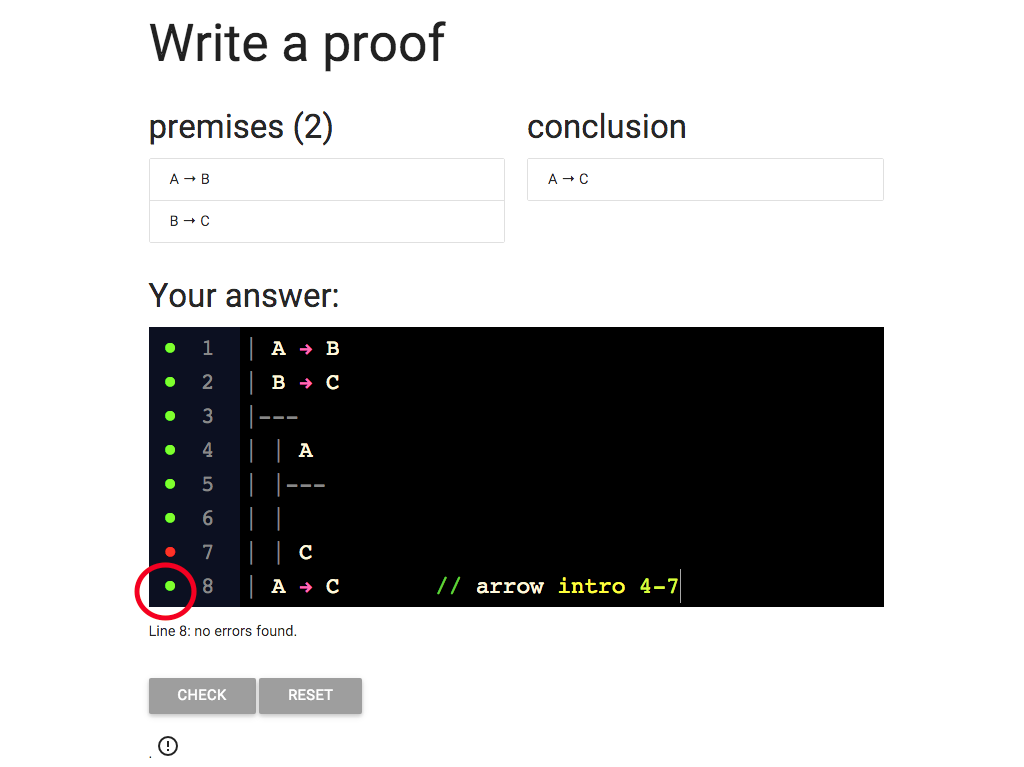 Write a proof
premises (2)
conclusion
A → B
B → C
A → C
Your answer:
1 | A → B
2 | B → C
3 |---
4 | | A
5 | |---
6 | |
7 | | C
8 | A → C // arrow intro 4-7
Line 8: no errors found.
CHECK RESET
. !